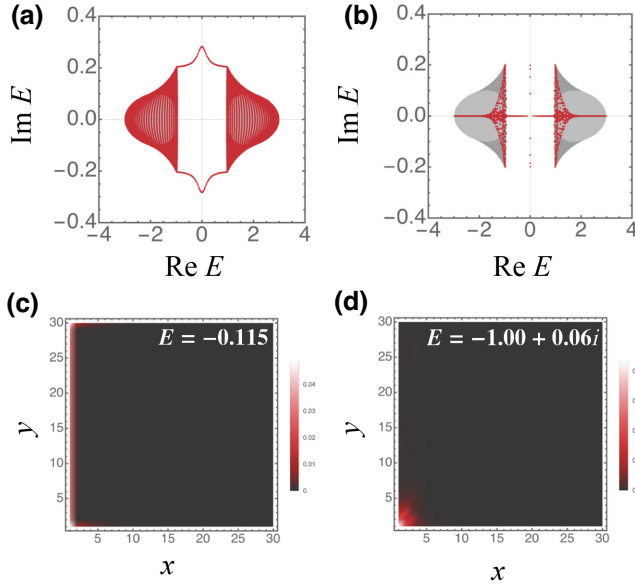 (a)
Im E
0.4
0.2
0.0
−0.2
−0.4
−4 −2 0 2 4
Re E
(b)
Im E
0.4
0.2
0.0
−0.2
−0.4
−4 −2 0 2 4
Re E
(c)
E = −0.115
y
30
25
20
15
10
5
5 10 15 20 25 30
x
0.04
0.03
0.02
0.01
0.
(d)
E = −1.00 + 0.06i
y
30
25
20
15
10
5
5 10 15 20 25 30
x